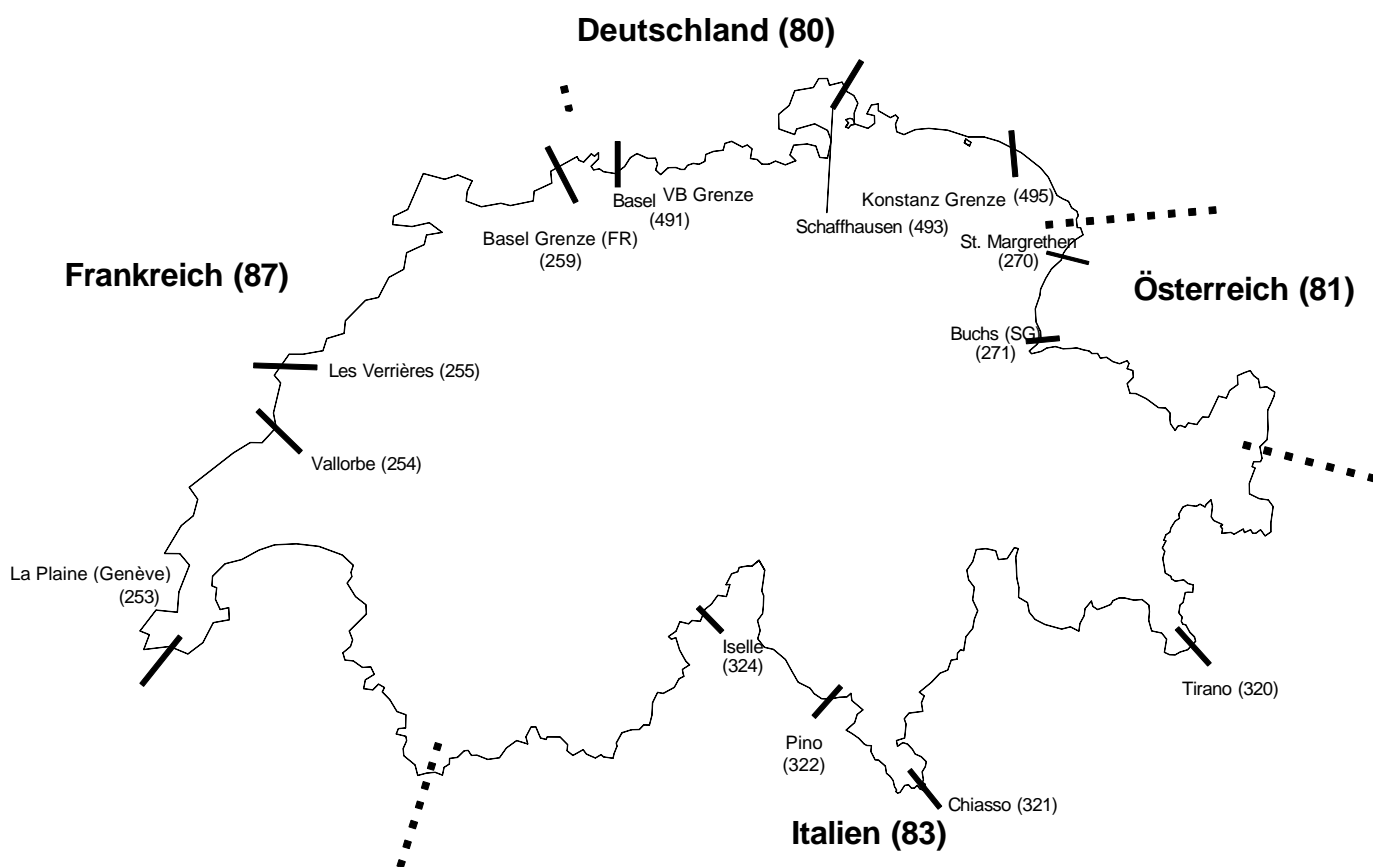 Deutschland (80)
Basel VB Grenze
(491)
Konstanz Grenze (495)
Schaffhausen (493)
Basel Grenze (FR)
(259)
St. Margrethen
(270)
Frankreich (87)
Österreich (81)
Buchs (SG)
(271)
Les Verrières (255)
Vallorbe (254)
La Plaine (Genève)
(253)
Iselle
(324)
Tirano (320)
Pino
(322)
Chiasso (321)
Italien (83)